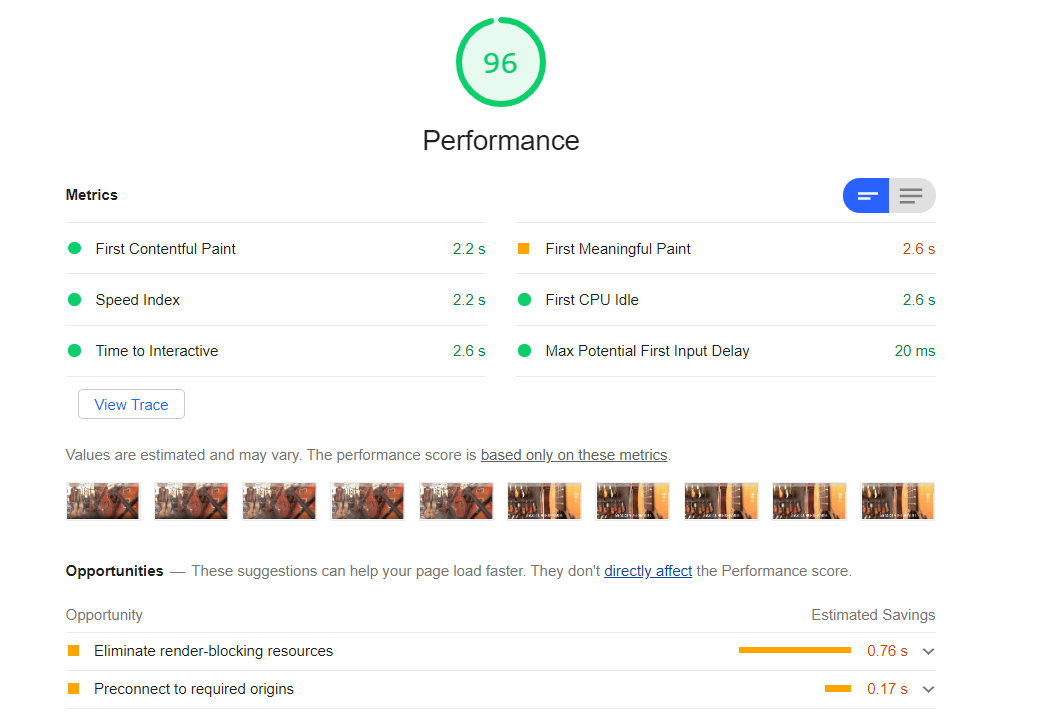 96
Performance
Metrics
First Contentful Paint 2.2 s
First Meaningful Paint 2.6 s
Speed Index 2.2 s
First CPU Idle 2.6 s
Time to Interactive 2.6 s
Max Potential First Input Delay 20 ms
View Trace
Values are estimated and may vary. The performance score is based only on these metrics.
Opportunities — These suggestions can help your page load faster. They don't directly affect the Performance score.
Opportunity Estimated Savings
Eliminate render-blocking resources 0.76 s
Preconnect to required origins 0.17 s